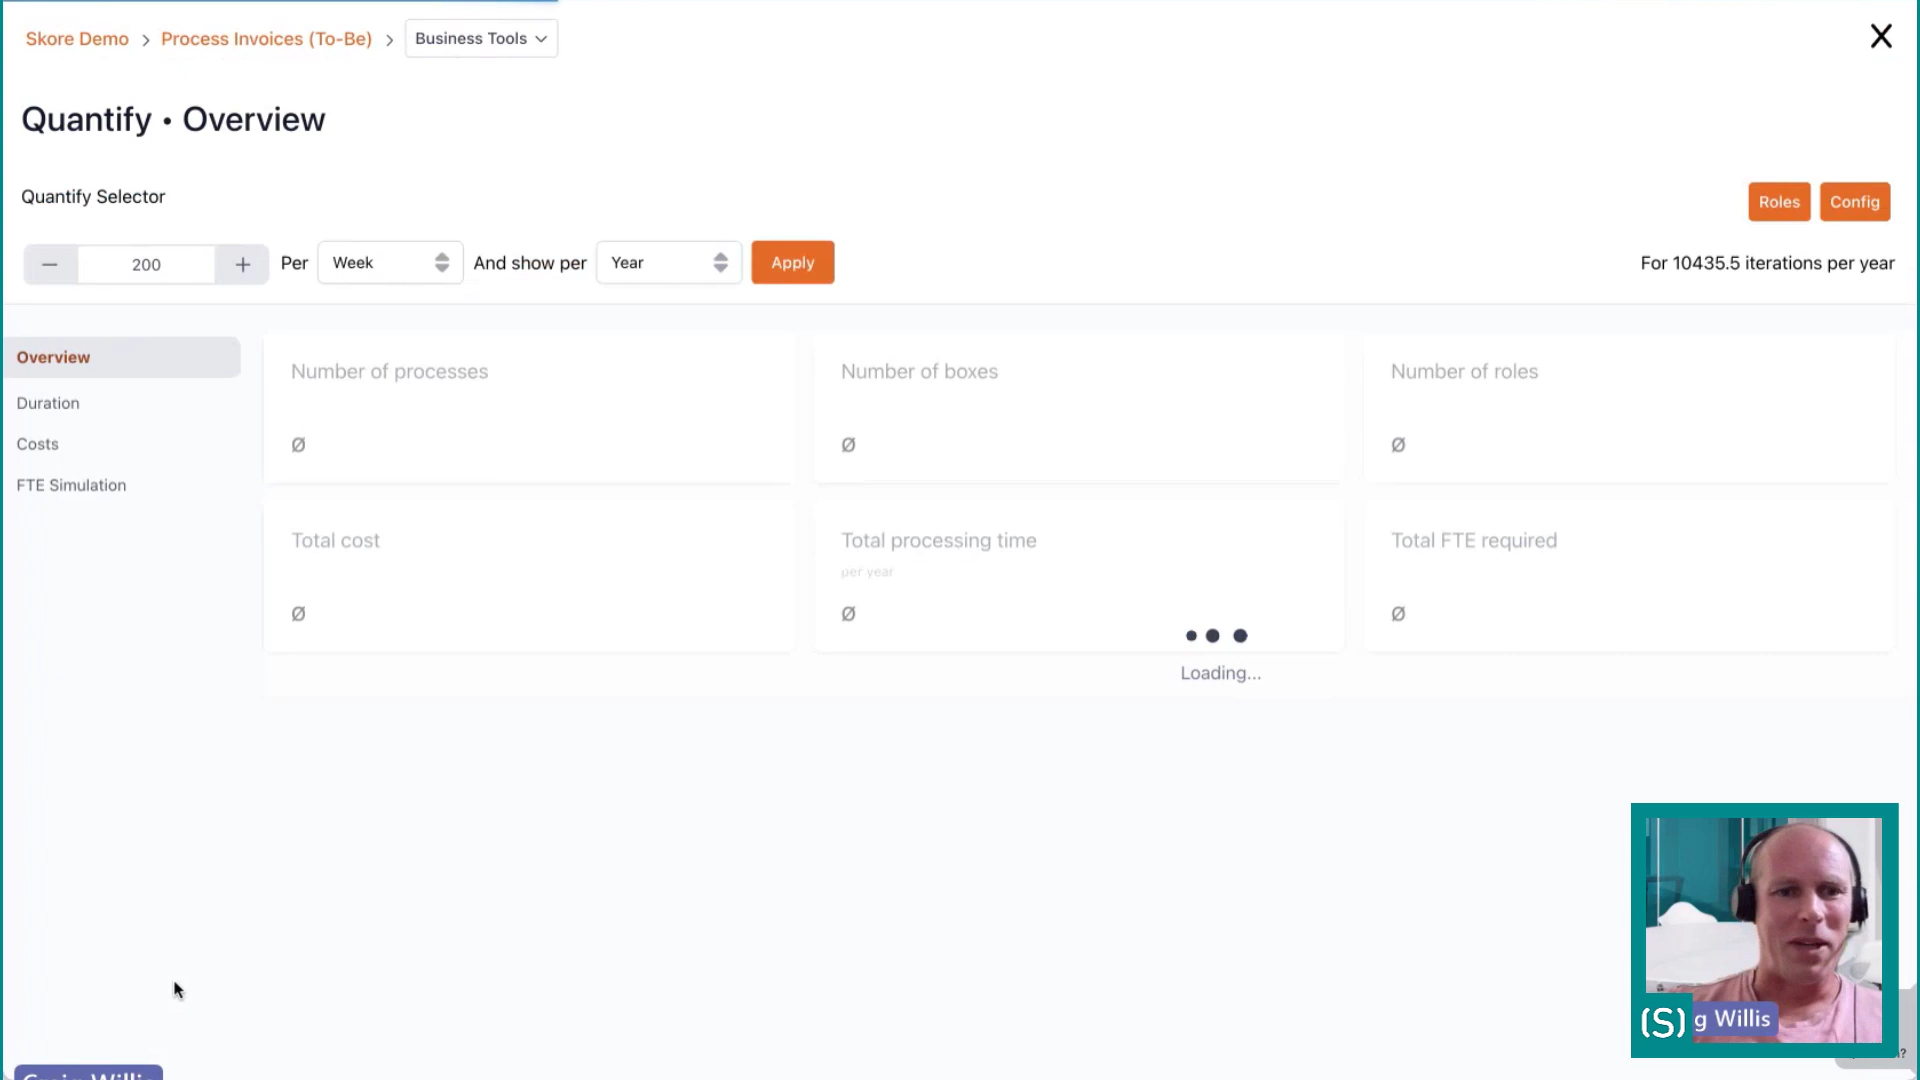 Skore Demo > Process Invoices (To-Be) > Business Tools
Quantify • Overview
Quantify Selector
Roles Config
— 200 + Per Week And show per Year Apply For 10435.5 iterations per year
Overview
Duration
Costs
FTE Simulation
Number of processes
Ø
Number of boxes
Ø
Number of roles
Ø
Total cost
Ø
Total processing time
per year
Ø
Total FTE required
Ø
Loading...
(S) g Willis